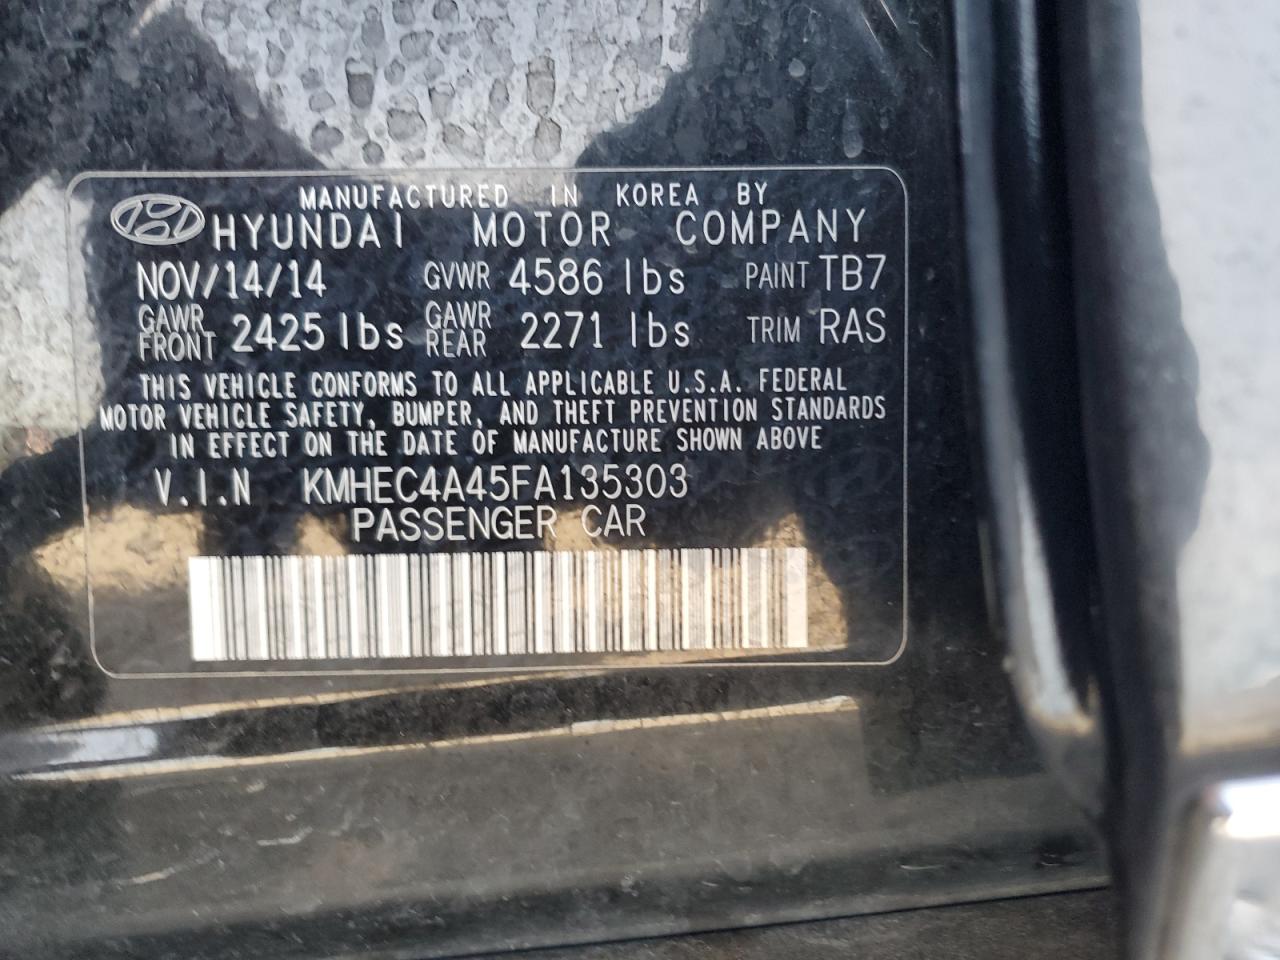 MANUFACTURED IN KOREA BY
HYUNDAI MOTOR COMPANY
NOV/14/14 GVWR 4586 lbs PAINT TB7
GAWR FRONT 2425 lbs GAWR REAR 2271 lbs TRIM RAS
THIS VEHICLE CONFORMS TO ALL APPLICABLE U.S.A. FEDERAL
MOTOR VEHICLE SAFETY, BUMPER, AND THEFT PREVENTION STANDARDS
IN EFFECT ON THE DATE OF MANUFACTURE SHOWN ABOVE
V.I.N KMHEC4A45FA135303
PASSENGER CAR